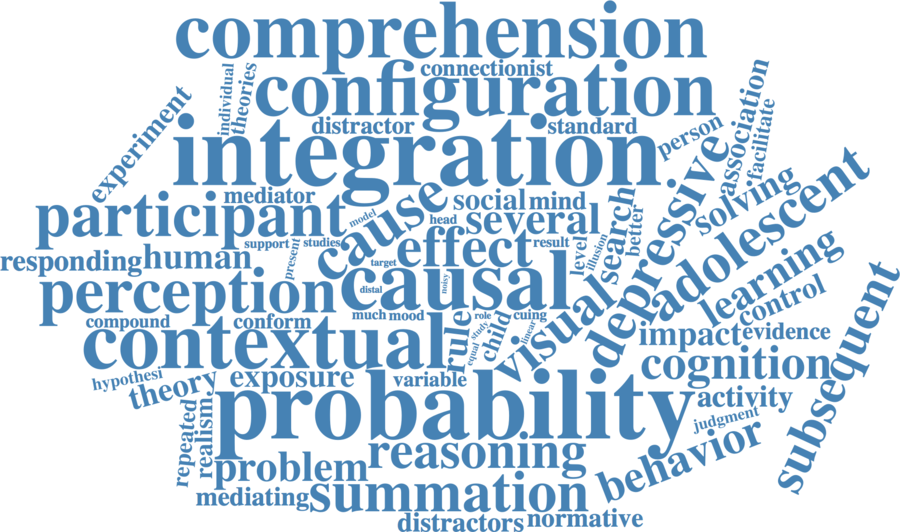 comprehension
connectionist
individual
theories
configuration
experiment
distractor
standard
person
association
facilitate
integration
mediator
social mind
depressive
solving
adolescent
participant
model
cause
head
several
search
better
support
studies
effect
result
level
illusion
responding
human
present
target
learning
perception
distal
causal
noisy
control
compound
conform
much
mood
role
cuing
contextual
rule
study
equal
child
linear
visual
impact
evidence
subsequent
hypothesi
theory
exposure
variable
cognition
repeated
realism.
probability
activity
judgment
problem
reasoning
behavior
mediating
summation
distractors
normative